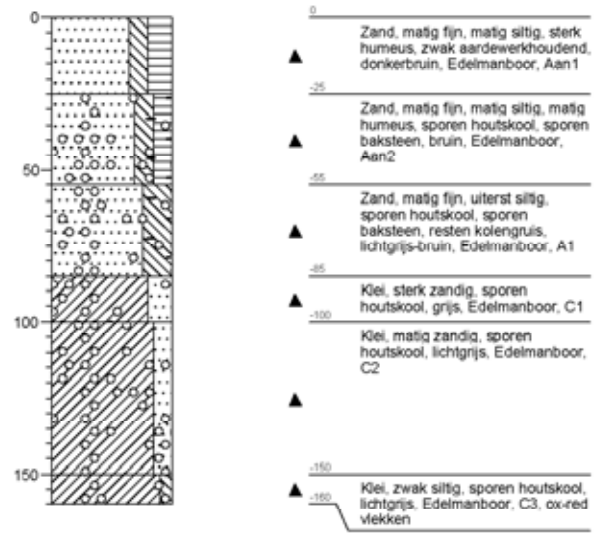 0
0
Zand, matig fijn, matig siltig, sterk
humeus, zwak aardewerkhoudend,
donkerbruin, Edelmanboor, Aan1
-25
Zand, matig fijn, matig siltig, matig
humeus, sporen houtskool, sporen
baksteen, bruin, Edelmanboor,
Aan2
50
-55
Zand, matig fijn, uiterst siltig,
sporen houtskool, sporen
baksteen, resten kolengruis,
lichtgrijs-bruin, Edelmanboor, A1
-85
Klei, sterk zandig, sporen
houtskool, grijs, Edelmanboor, C1
100
-100
Klei, matig zandig, sporen
houtskool, lichtgrijs, Edelmanboor,
C2
150
-150
Klei, zwak siltig, sporen houtskool,
lichtgrijs, Edelmanboor, C3, ox-red
vlekken
-160